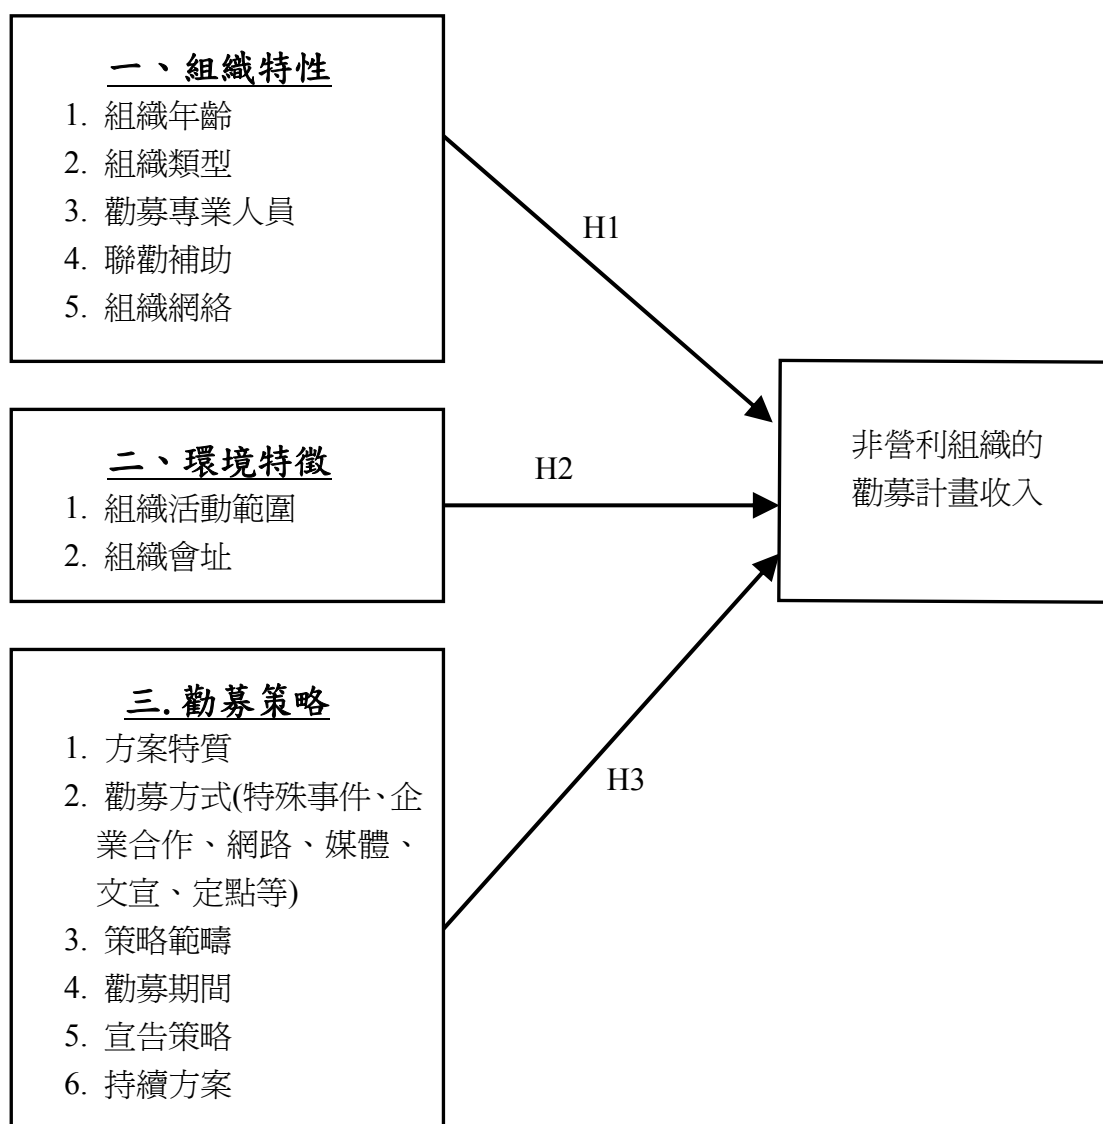 一、組織特性
1. 組織年齡
2. 組織類型
3. 勸募專業人員
4. 聯勸補助
5. 組織網絡
H1
二、環境特徵
1. 組織活動範圍
2. 組織會址
H2
非營利組織的
勸募計畫收入
三.勸募策略
1. 方案特質
2. 勸募方式(特殊事件、企
業合作、網路、媒體、
文宣、定點等)
3. 策略範疇
4. 勸募期間
5. 宣告策略
6. 持續方案
H3